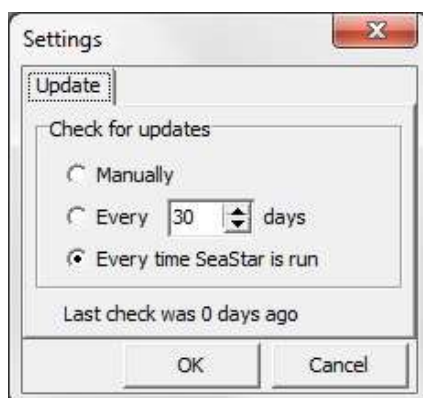 Settings
Update
Check for updates
Manually
Every 30 days
Every time SeaStar is run
Last check was 0 days ago
OK Cancel